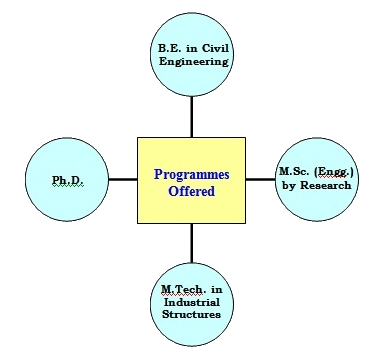 B.E. in Civil
Engineering
Programmes
Offered
Ph.D.
M.Sc. (Engg.)
by Research
M.Tech. in
Industrial
Structures